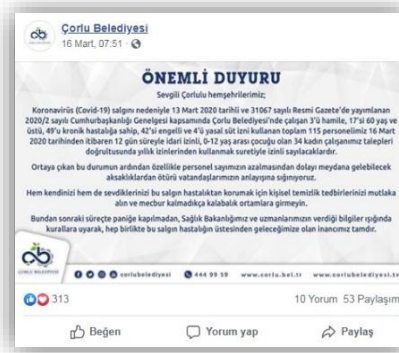 Çorlu Belediyesi
16 Mart, 07:51 ·
ÖNEMLİ DUYURU
Sevgili Çorlulu hemşehrilerimiz;
Koronavirüs (Covid-19) salgını nedeniyle 13 Mart 2020 tarihli ve 31067 sayılı Resmi Gazete'de yayımlanan
2020/2 sayılı Cumhurbaşkanlığı Genelgesi kapsamında Çorlu Belediyesi'nde çalışan 3'ü hamile, 17'si 60 yaş ve
üstü, 49'u kronik hastalığa sahip, 42'si engelli ve 4'ü yasal süt izni kullanan toplam 115 personelimiz 16 Mart
2020 tarihinden itibaren 12 gün süreyle idari izinli, 0-12 yaş arası çocuğu olan 34 kadın çalışanımız talepleri
doğrultusunda yıllık izinlerinden kullanmak suretiyle izinli sayılacaklardır.
Ortaya çıkan bu durumun ardından özellikle personel sayımızın azalmasından dolayı meydana gelebilecek
aksaklıklardan ötürü vatandaşlarımızın anlayışına sığınıyoruz.
Hem kendinizi hem de sevdiklerinizi bu salgın hastalıktan korumak için kişisel temizlik tedbirlerinizi mutlaka
alın ve mecbur kalmadıkça kalabalık ortamlara girmeyin.
Bundan sonraki süreçte paniğe kapılmadan, Sağlık Bakanlığımız ve uzmanlarımızın verdiği bilgiler ışığında
kurallara uyarak, hep birlikte bu salgın hastalığın üstesinden geleceğimize olan inancımız tamdır.
ÇORLU BELEDİYESİ
corlubelediyesi 444 99 59 www.corlu.bel.tr www.corlubelediyesi.tv
313 10 Yorum 53 Paylaşım
Beğen Yorum yap Paylaş